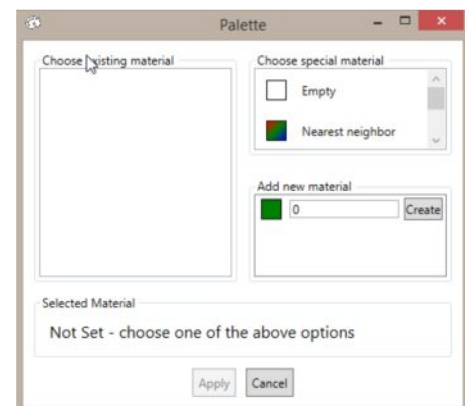 Palette
Choose existing material
Choose special material
Empty
Nearest neighbor
Add new material
0
Create
Selected Material
Not Set - choose one of the above options
Apply
Cancel